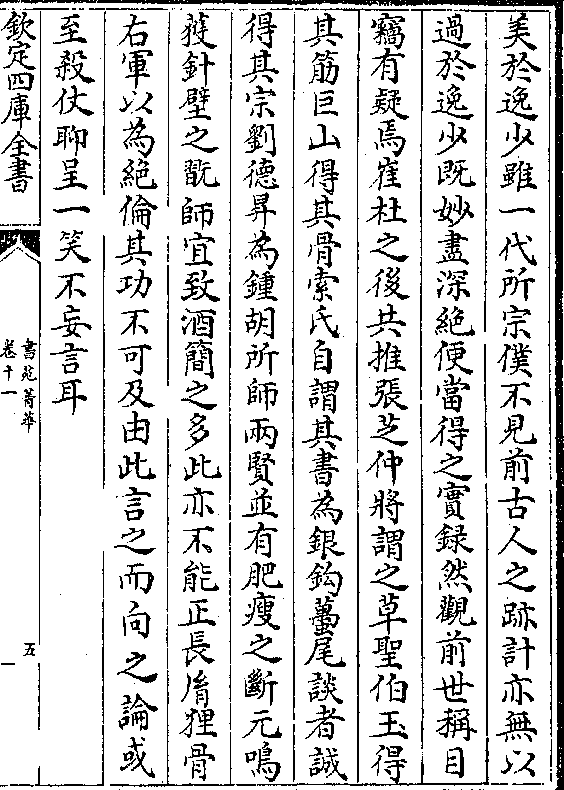 美於逸少雖一代所宗僕不見前古人之跡計亦無以
過於逸少既妙盡深絕便當得之實録然觀前世稱目
竊有疑焉崔杜之後共推張芝仲將謂之草聖伯玉得
其筋巨山得其骨索氏自謂其書為銀鈎蠆尾談者誠
得其宗劉德昇為鍾胡所師兩賢並有肥瘦之斷元鳴
獲針壁之翫師宜致酒簡之多此亦不能正長胤狸骨
右軍以為絶倫其功不可及由此言之而向之論或
至殺仗聊呈一笑不妄言耳
欽定四庫全書
書苑菁華
卷十一
五